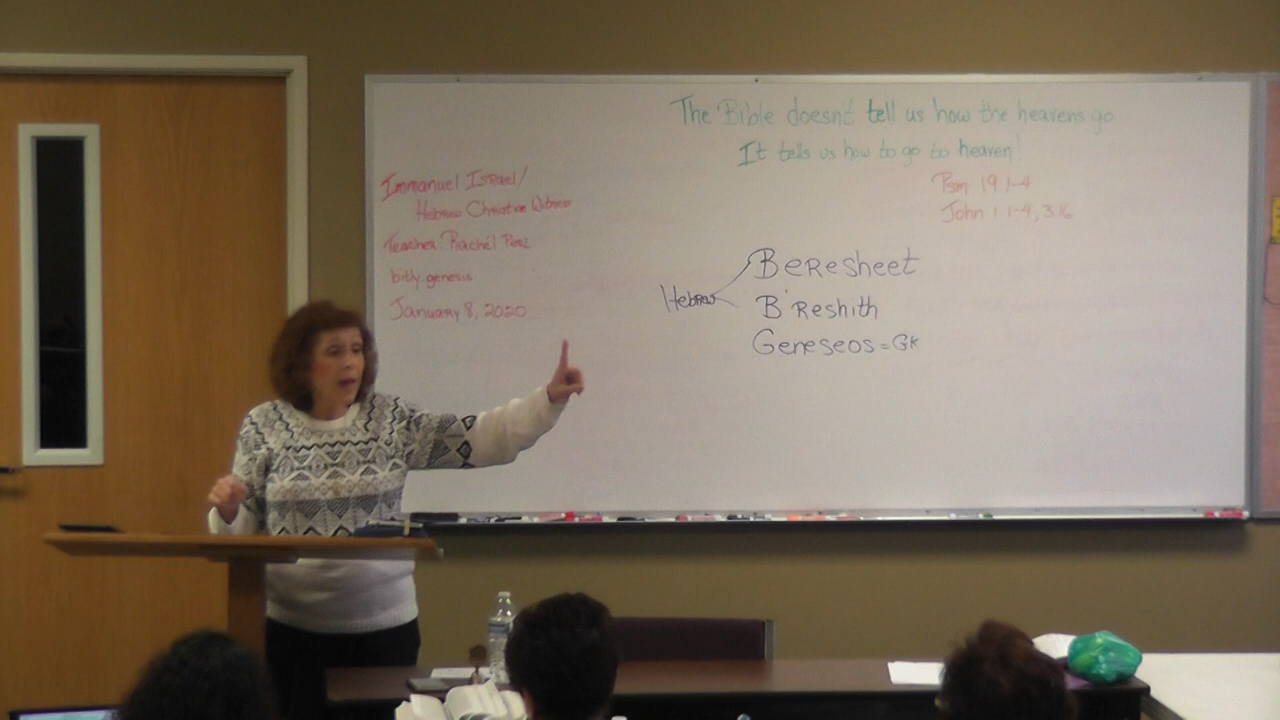 The Bible doesn't tell us how the heavens go
It tells us how to go to heaven!
Psm 19 1-4
John 1 1-4, 3:16
Immanuel Israel/
Hebrew Christian Witness
Teacher: Rachel
bitly.genesis
January 8, 2020
Hebrew
Beresheet
B'Reshith
Geneseos = Gk